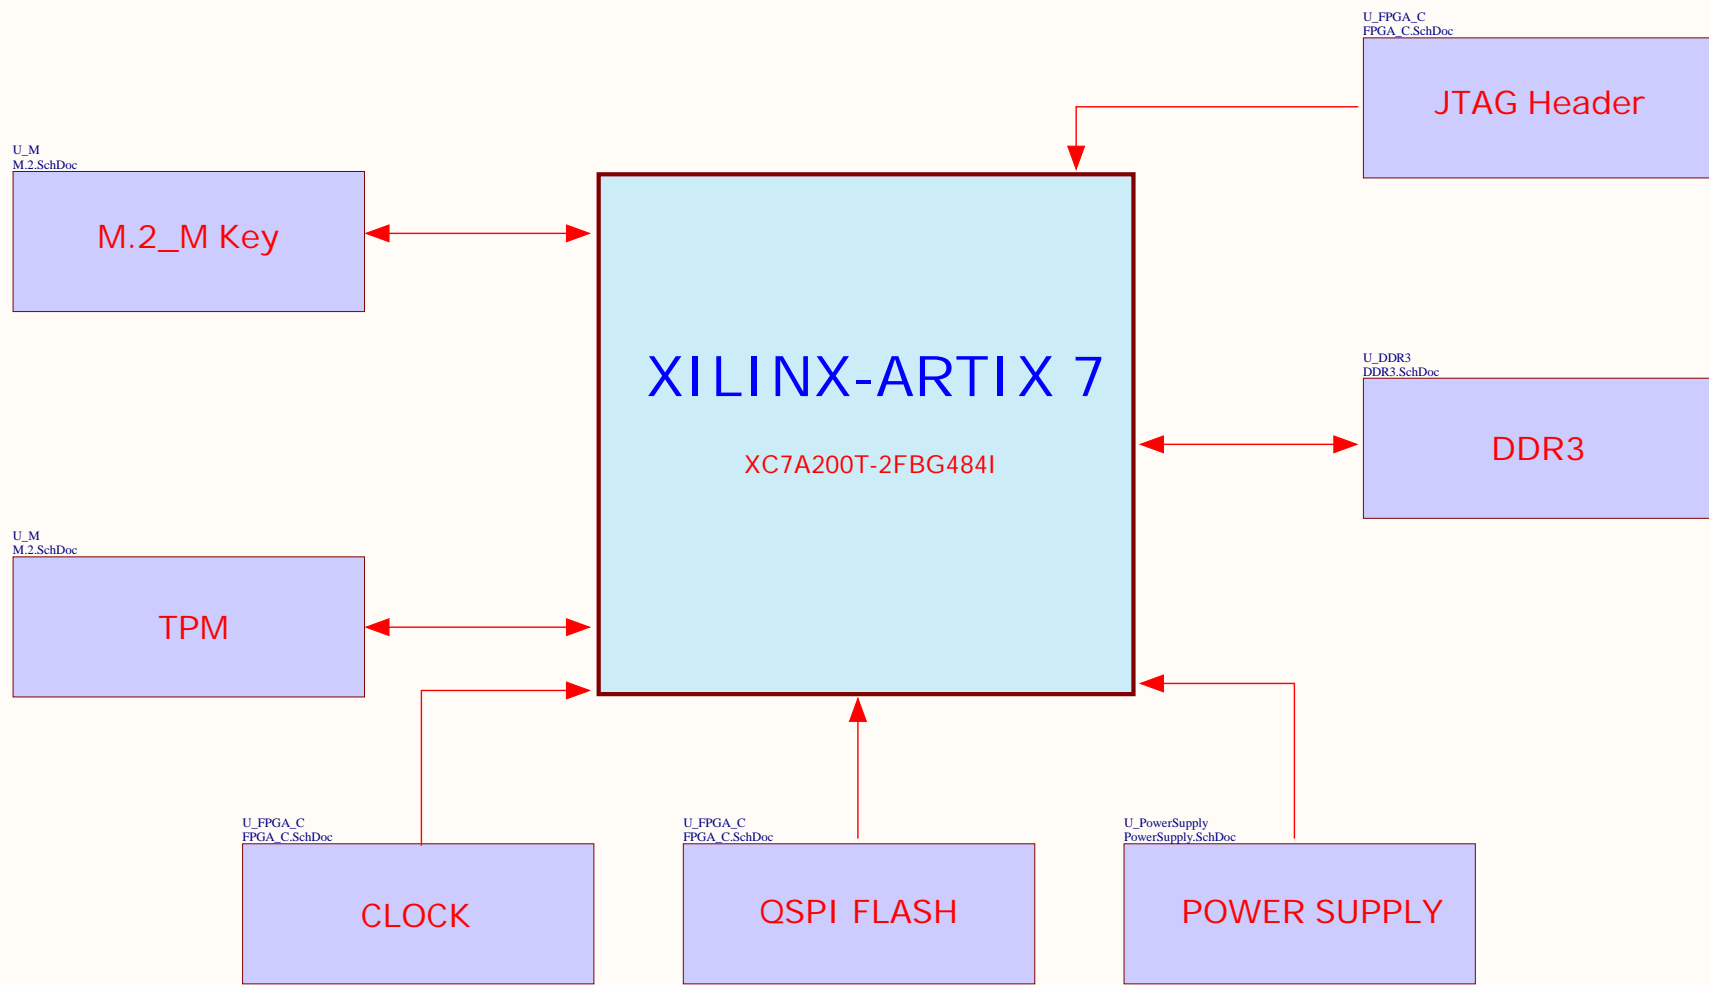 U_FPGA_C
FPGA_C.SchDoc
JTAG Header
U_M
M.2.SchDoc
M.2_M Key
XILINX-ARTIX 7
XC7A200T-2FBG484I
U_DDR3
DDR3.SchDoc
DDR3
U_M
M.2.SchDoc
TPM
U_FPGA_C
FPGA_C.SchDoc
CLOCK
U_FPGA_C
FPGA_C.SchDoc
QSPI FLASH
U_PowerSupply
PowerSupply.SchDoc
POWER SUPPLY